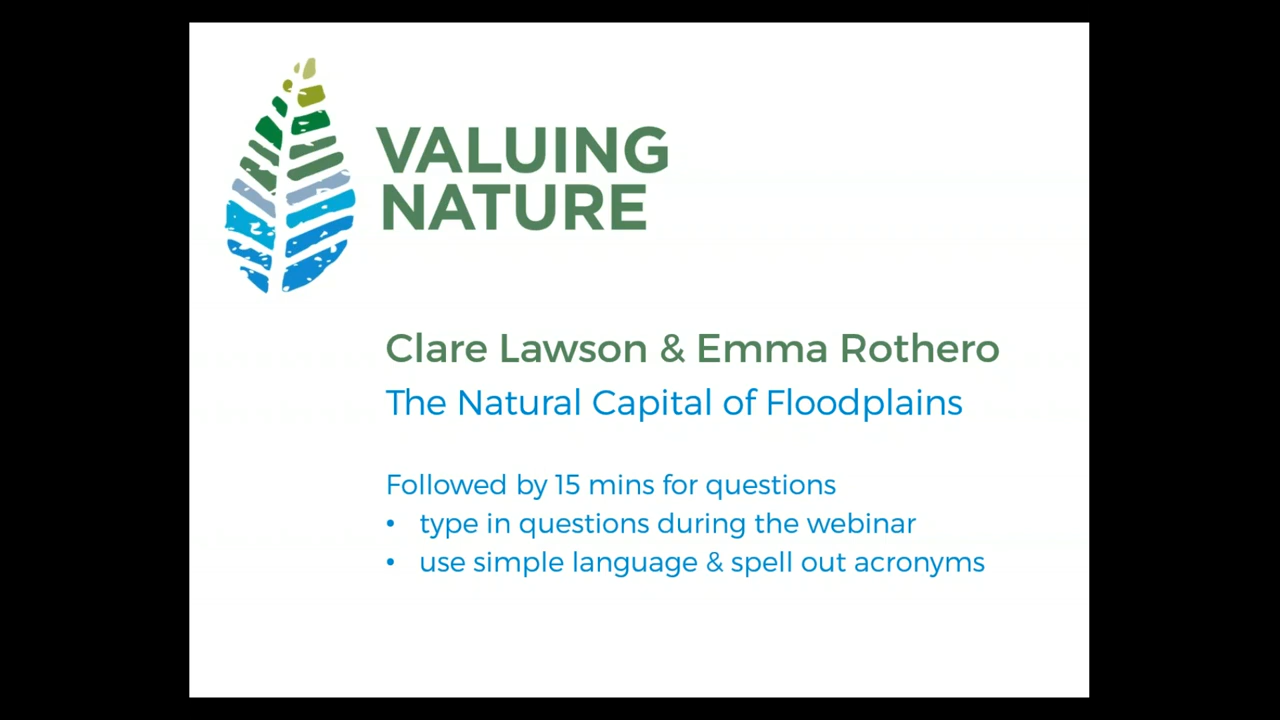 VALUING
NATURE
Clare Lawson & Emma Rothero
The Natural Capital of Floodplains
Followed by 15 mins for questions
• type in questions during the webinar
• use simple language & spell out acronyms